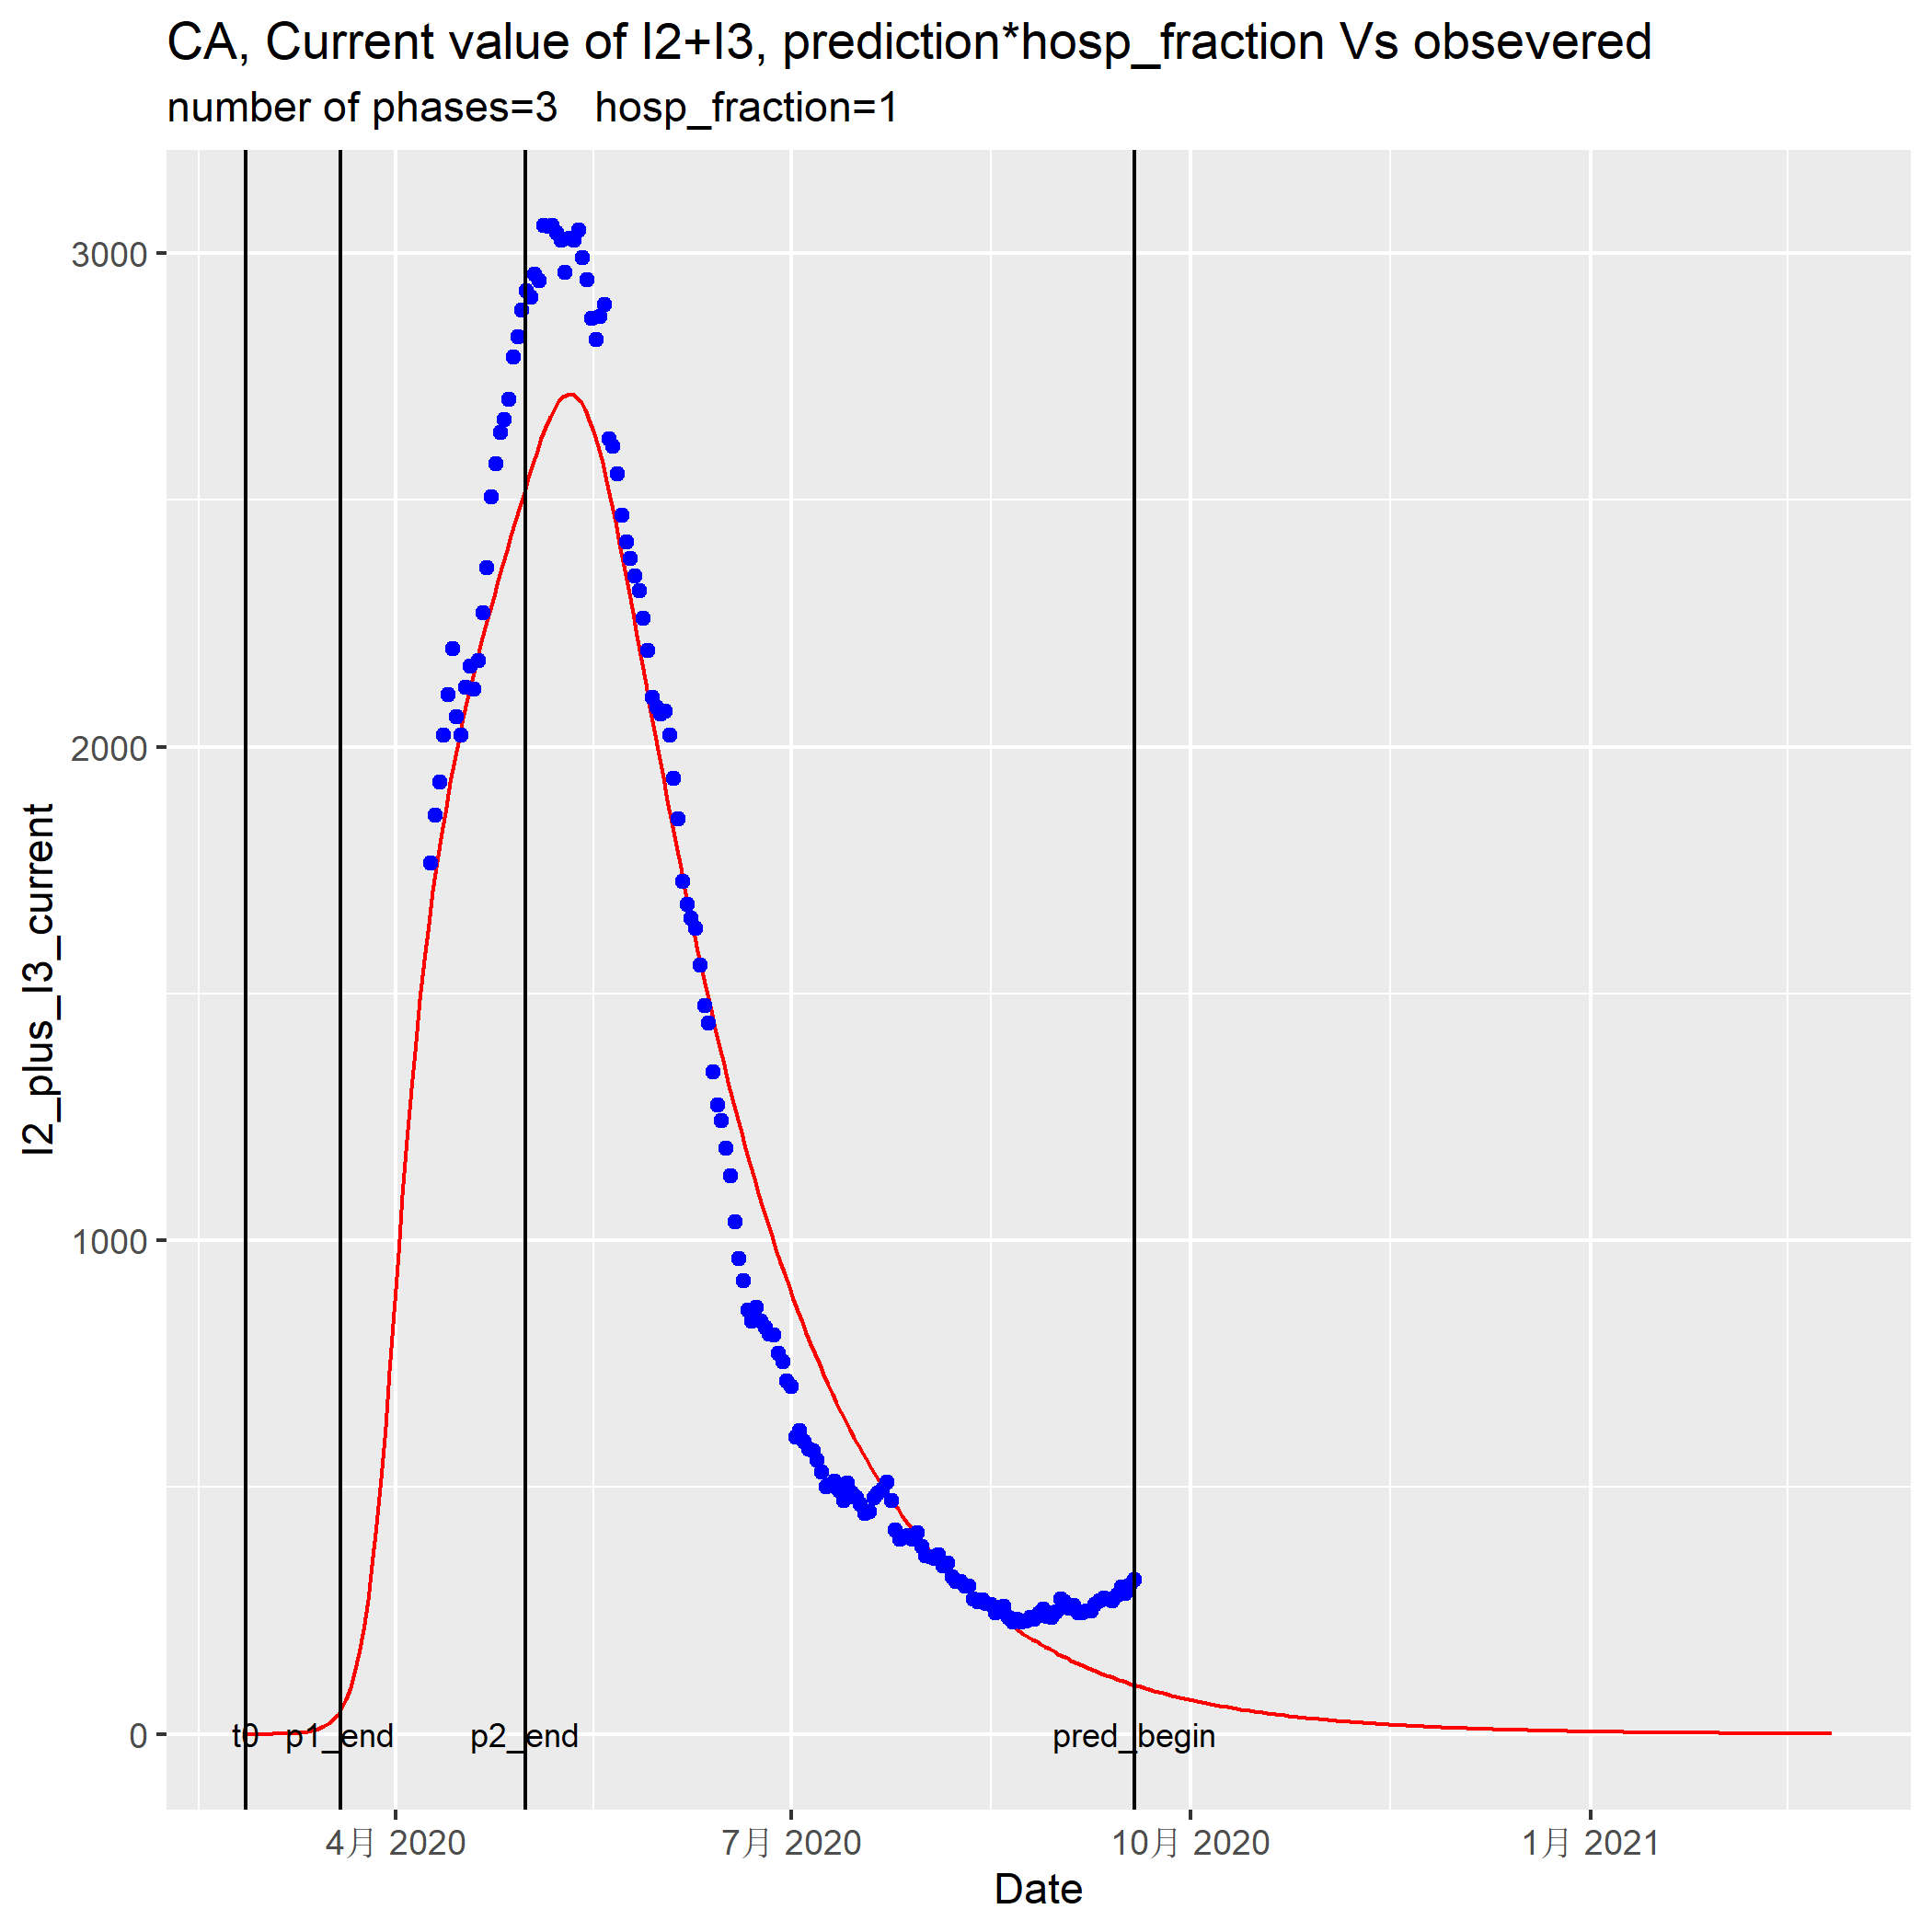 CA, Current value of I2+I3, prediction*hosp_fraction Vs obsevered
number of phases=3   hosp_fraction=1
I2_plus_I3_current
3000
2000
1000
0
t0 p1_end p2_end pred_begin
4月 2020 7月 2020 10月 2020 1月 2021
Date